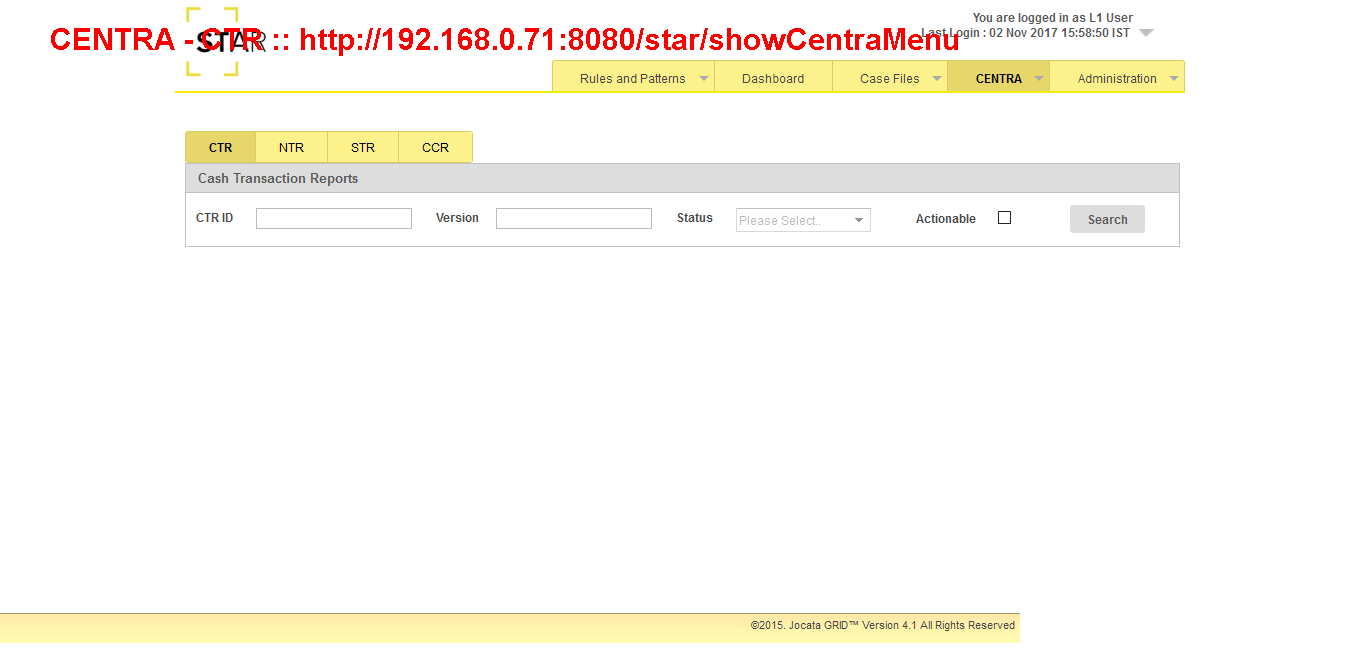 You are logged in as L1 User
CENTRA - CTR :: http://192.168.0.71:8080/star/showCentraMenu
STAR
Last Login : 02 Nov 2017 15:58:50 IST
Rules and Patterns Dashboard Case Files CENTRA Administration
CTR NTR STR CCR
Cash Transaction Reports
CTR ID Version Status Please Select.. Actionable Search
©2015. Jocata GRID™ Version 4.1 All Rights Reserved